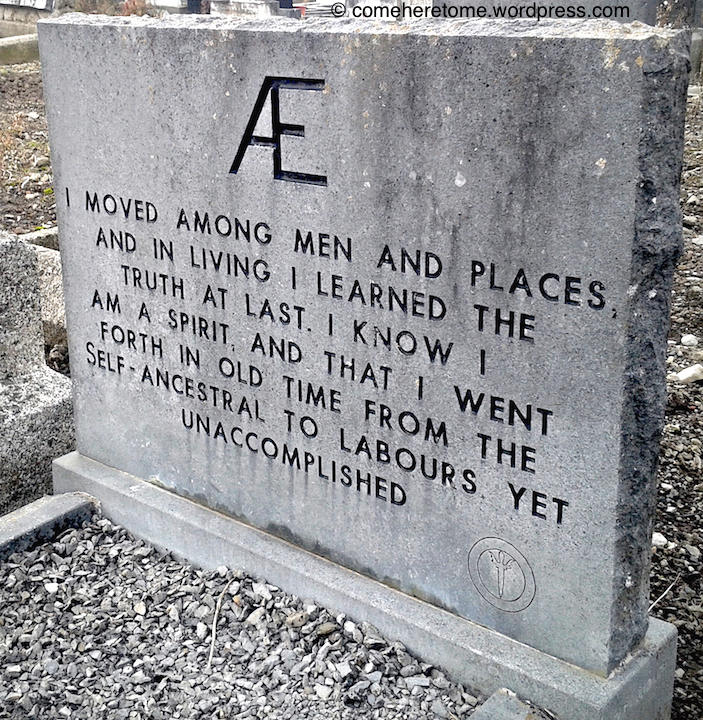 © comeheretome.wordpress.com
Æ
I MOVED AMONG MEN AND PLACES,
AND IN LIVING I LEARNED THE
TRUTH AT LAST. I KNOW I
AM A SPIRIT, AND THAT I WENT
FORTH IN OLD TIME FROM THE
SELF-ANCESTRAL TO LABOURS YET
UNACCOMPLISHED